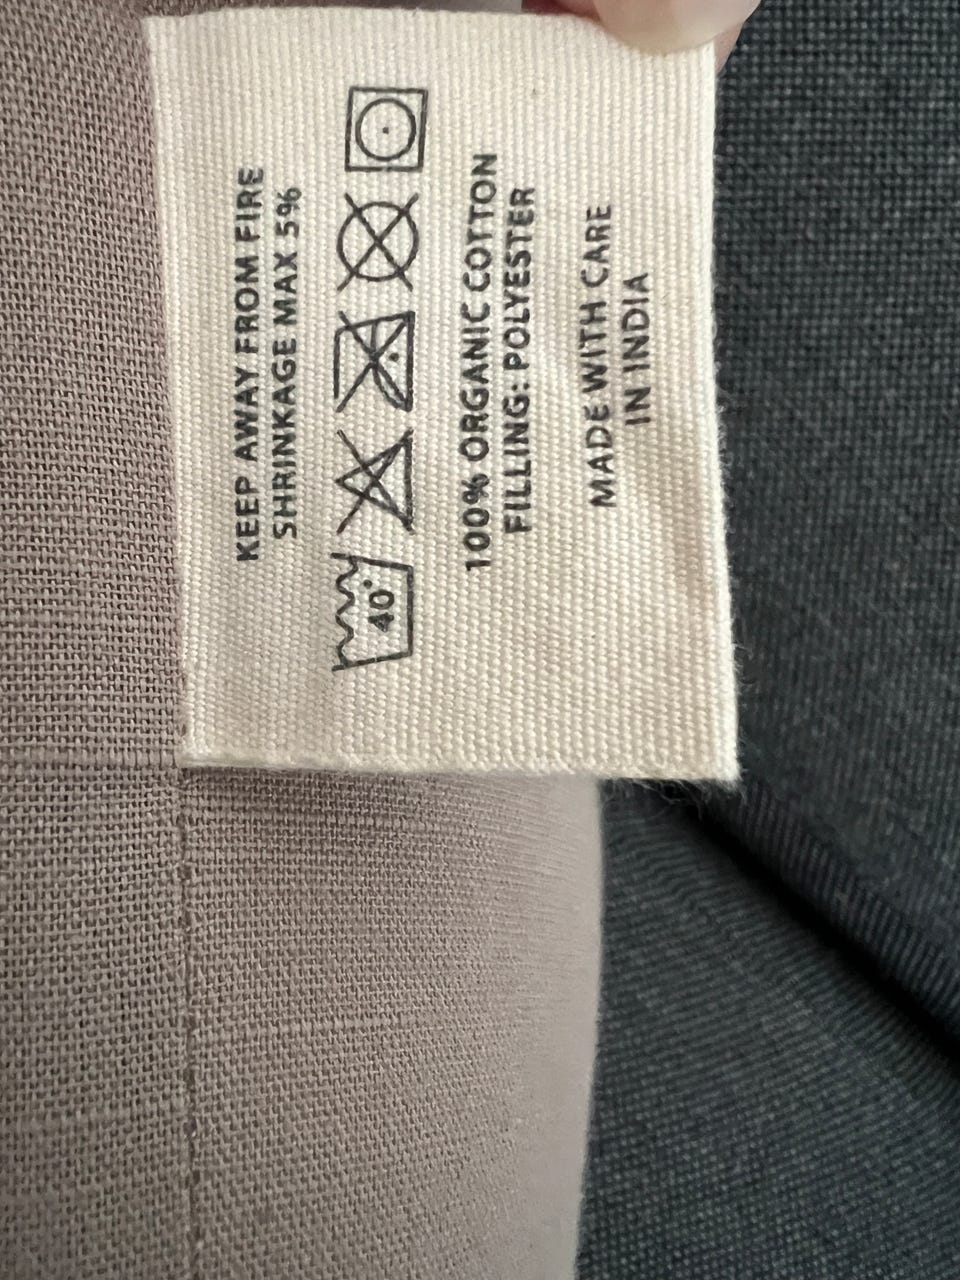 KEEP AWAY FROM FIRE
SHRINKAGE MAX 5%
40°
100% ORGANIC COTTON
FILLING: POLYESTER
MADE WITH CARE
IN INDIA